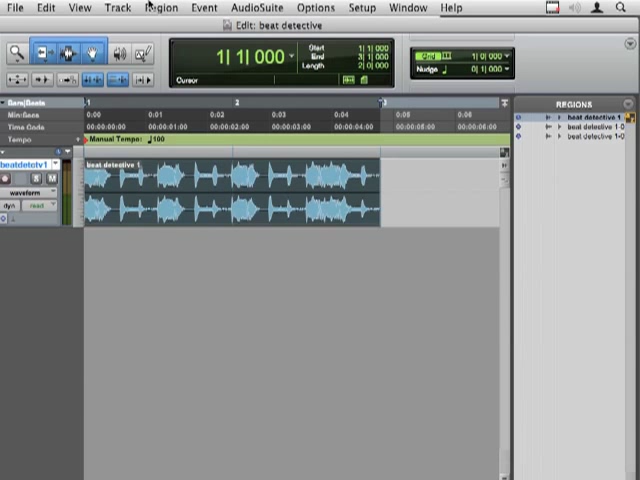 File Edit View Track Region Event AudioSuite Options Setup Window Help
Edit: beat detective
1| 1| 000
Start 1| 1| 000
End 3| 1| 000
Length 2| 0| 000
Cursor
Grid 1| 0| 000
Nudge 0| 1| 000
Bars|Beats 1 2 3
Min:Secs 0:00 0:01 0:02 0:03 0:04 0:05 0:06
Time Code 00:00:00:00 00:00:01:00 00:00:02:00 00:00:03:00 00:00:04:00 00:00:05:00 00:00:06:00
Tempo Manual Tempo: ♩100
REGIONS
beat detective 1
beat detective 1-0
beat detective 1-0
beatdetctv1
S M
waveform
dyn read
beat detective 1